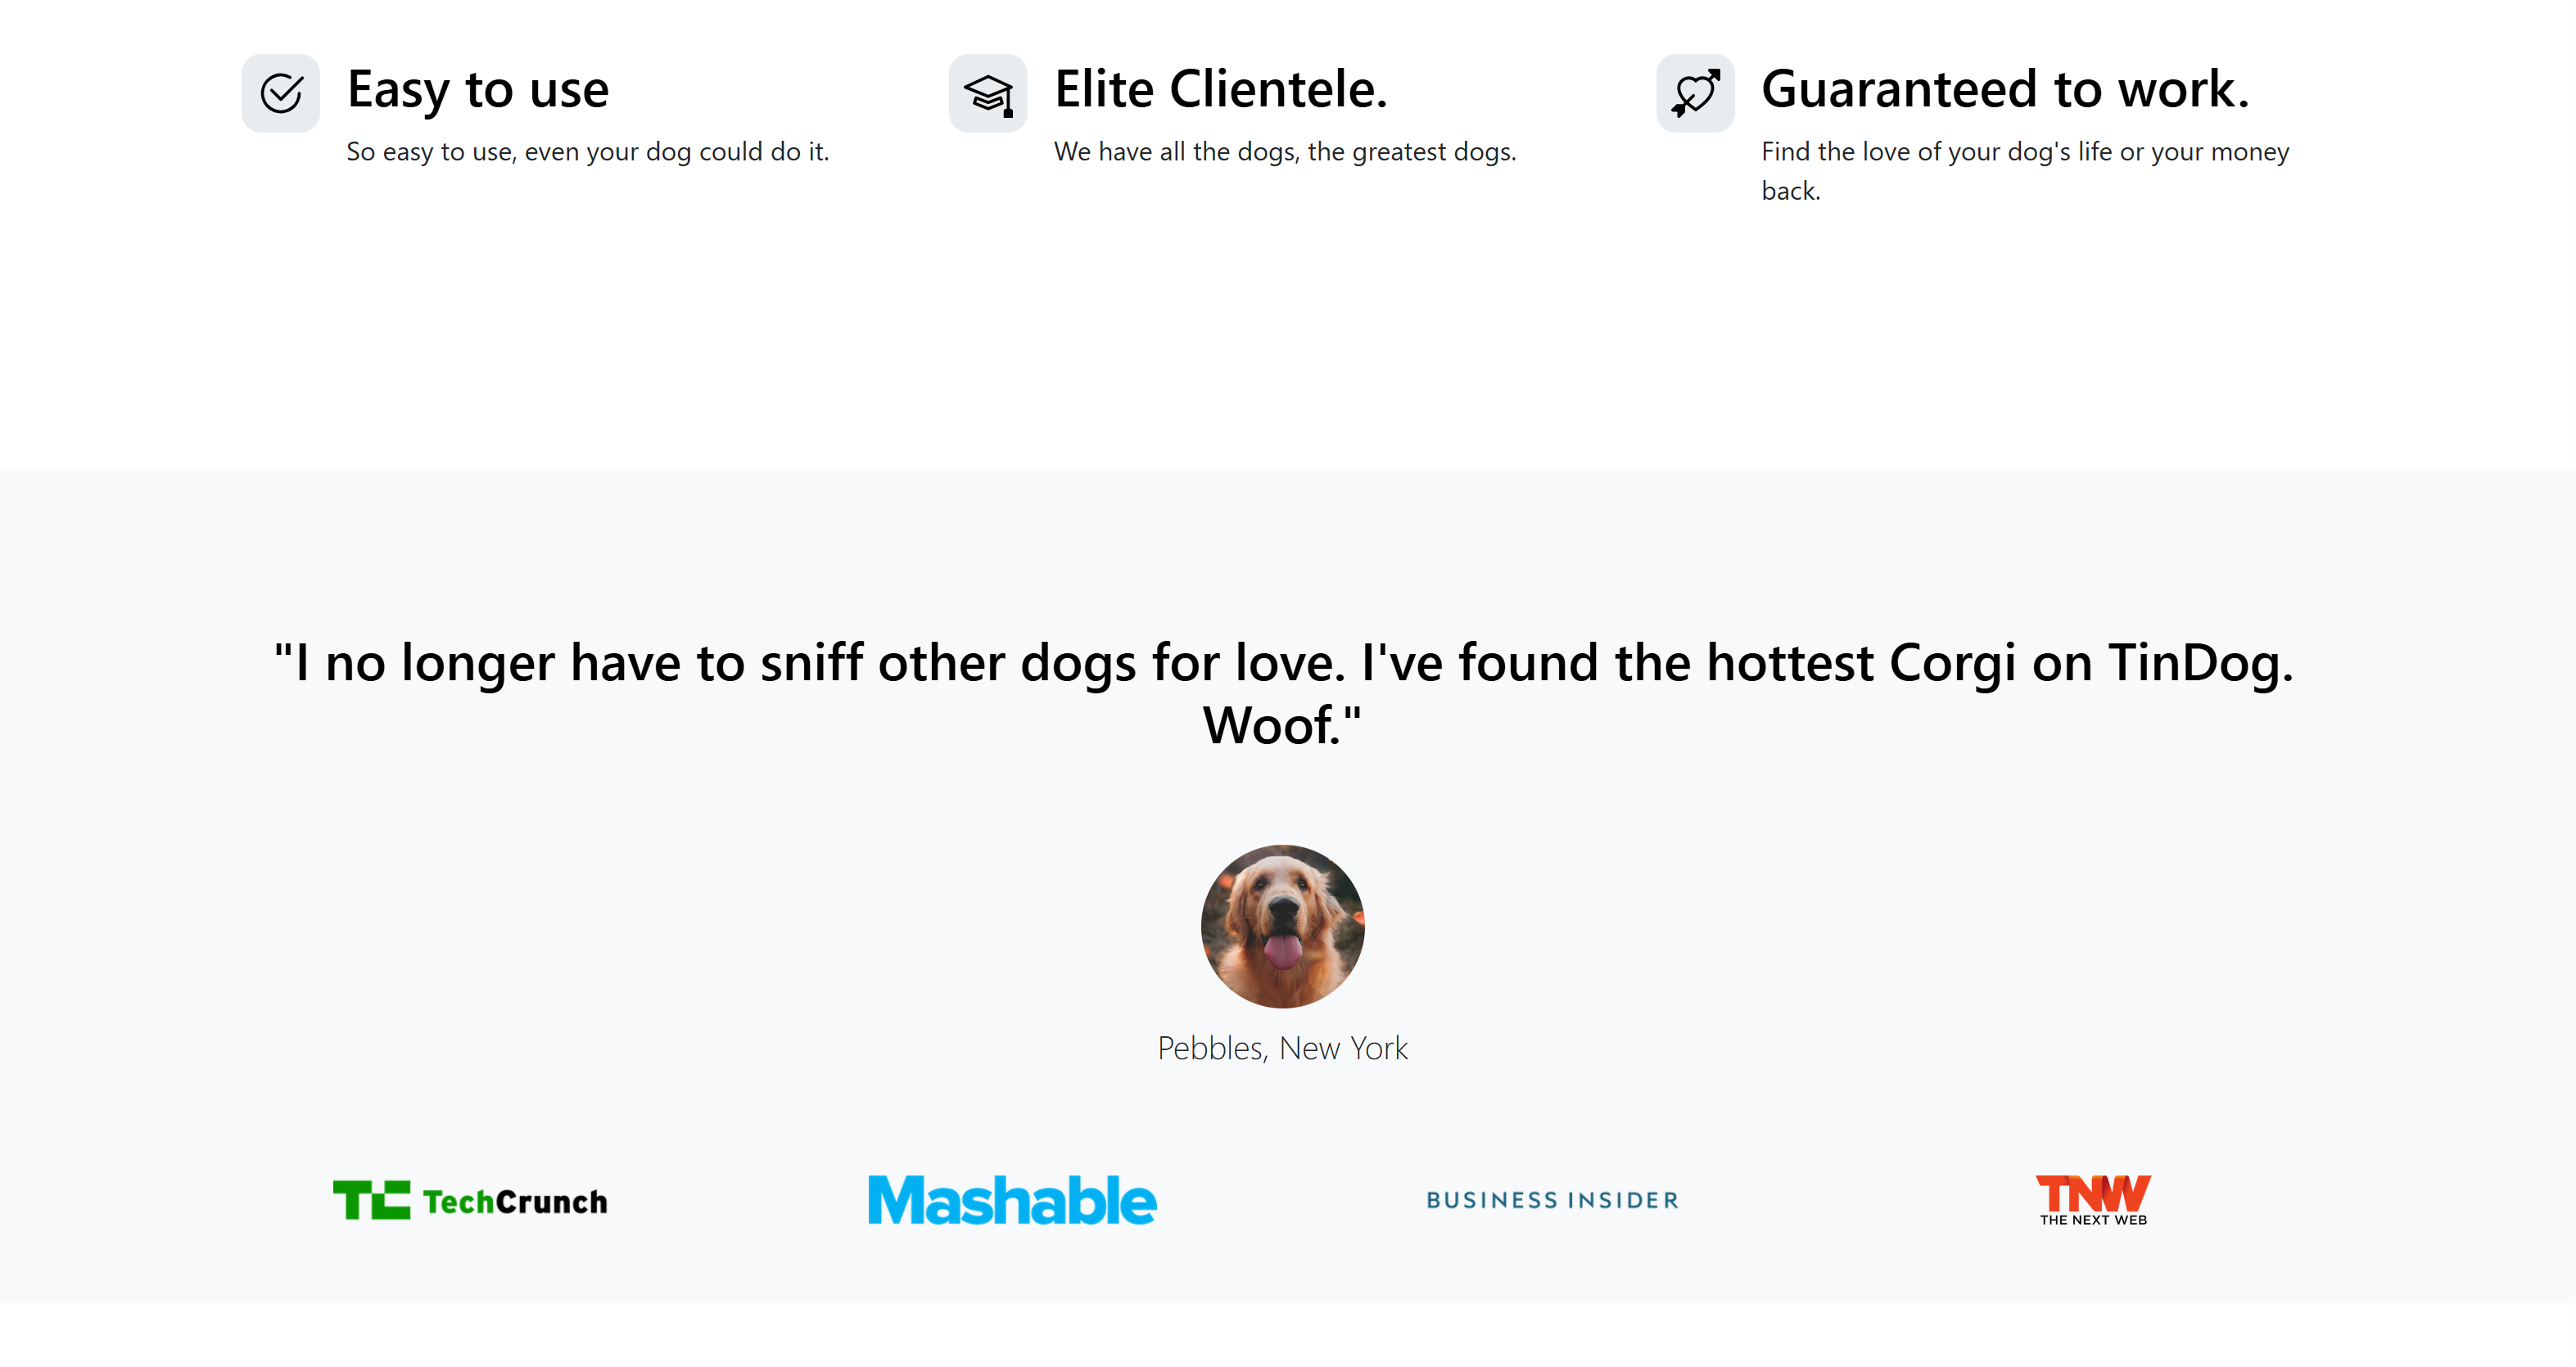 Easy to use
So easy to use, even your dog could do it.
Elite Clientele.
We have all the dogs, the greatest dogs.
Guaranteed to work.
Find the love of your dog's life or your money
back.
"I no longer have to sniff other dogs for love. I've found the hottest Corgi on TinDog.
Woof."
Pebbles, New York
TC TechCrunch
Mashable
BUSINESS INSIDER
TNW
THE NEXT WEB